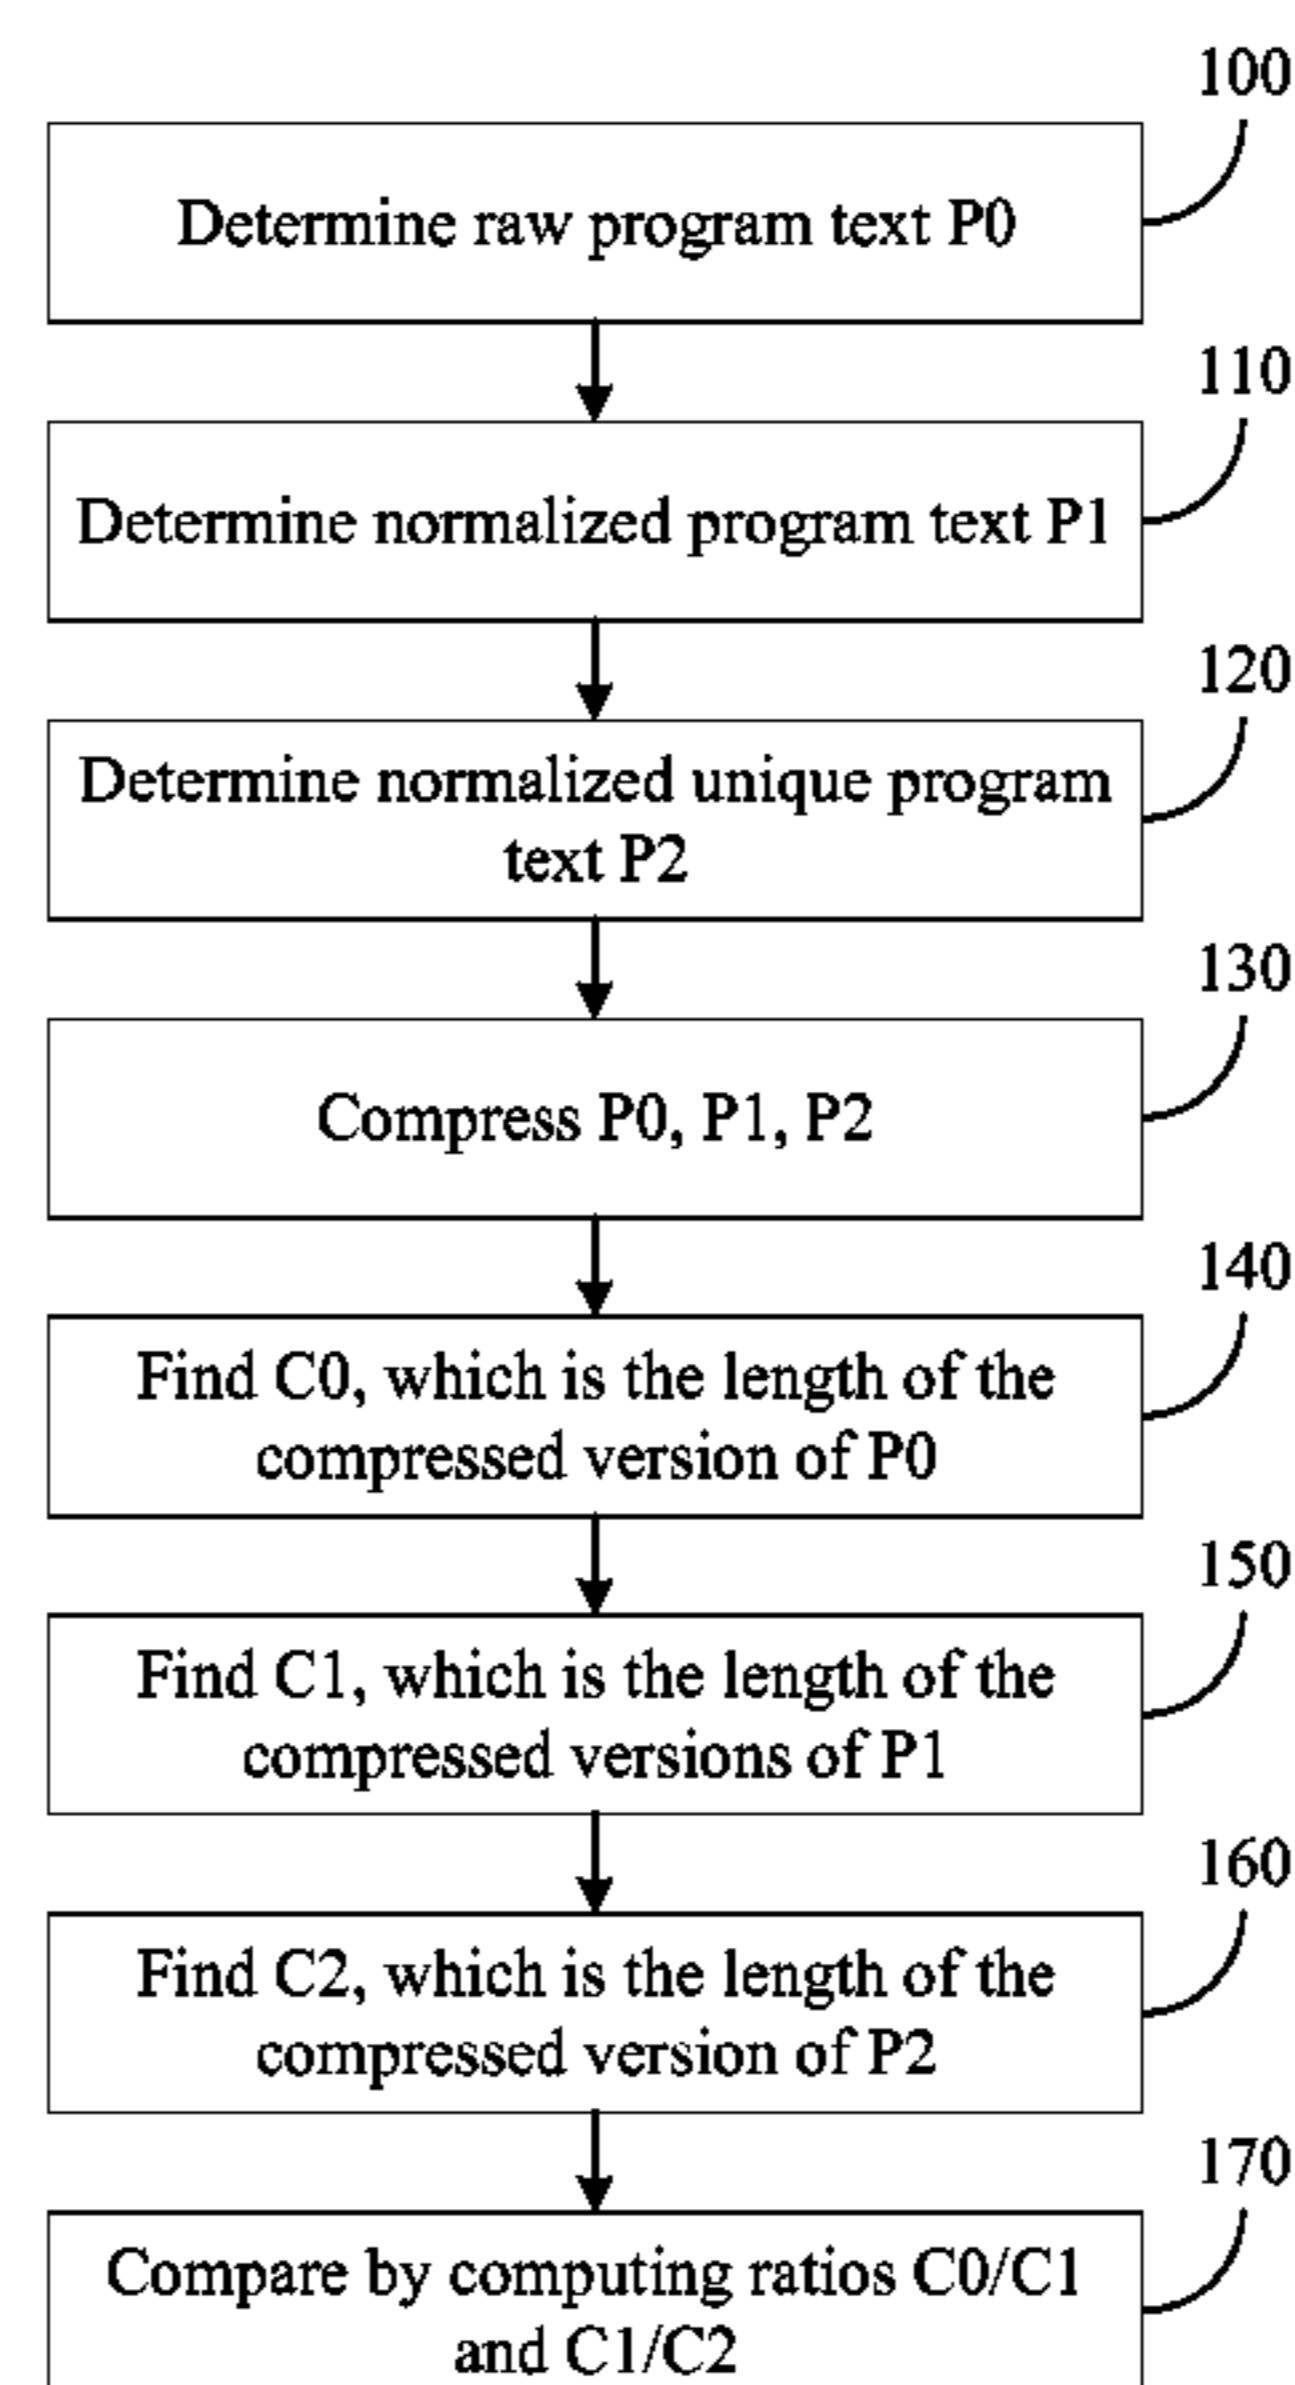 100
Determine raw program text P0
110
Determine normalized program text P1
120
Determine normalized unique program
text P2
130
Compress P0, P1, P2
140
Find C0, which is the length of the
compressed version of P0
150
Find C1, which is the length of the
compressed versions of P1
160
Find C2, which is the length of the
compressed version of P2
170
Compare by computing ratios C0/C1
and C1/C2